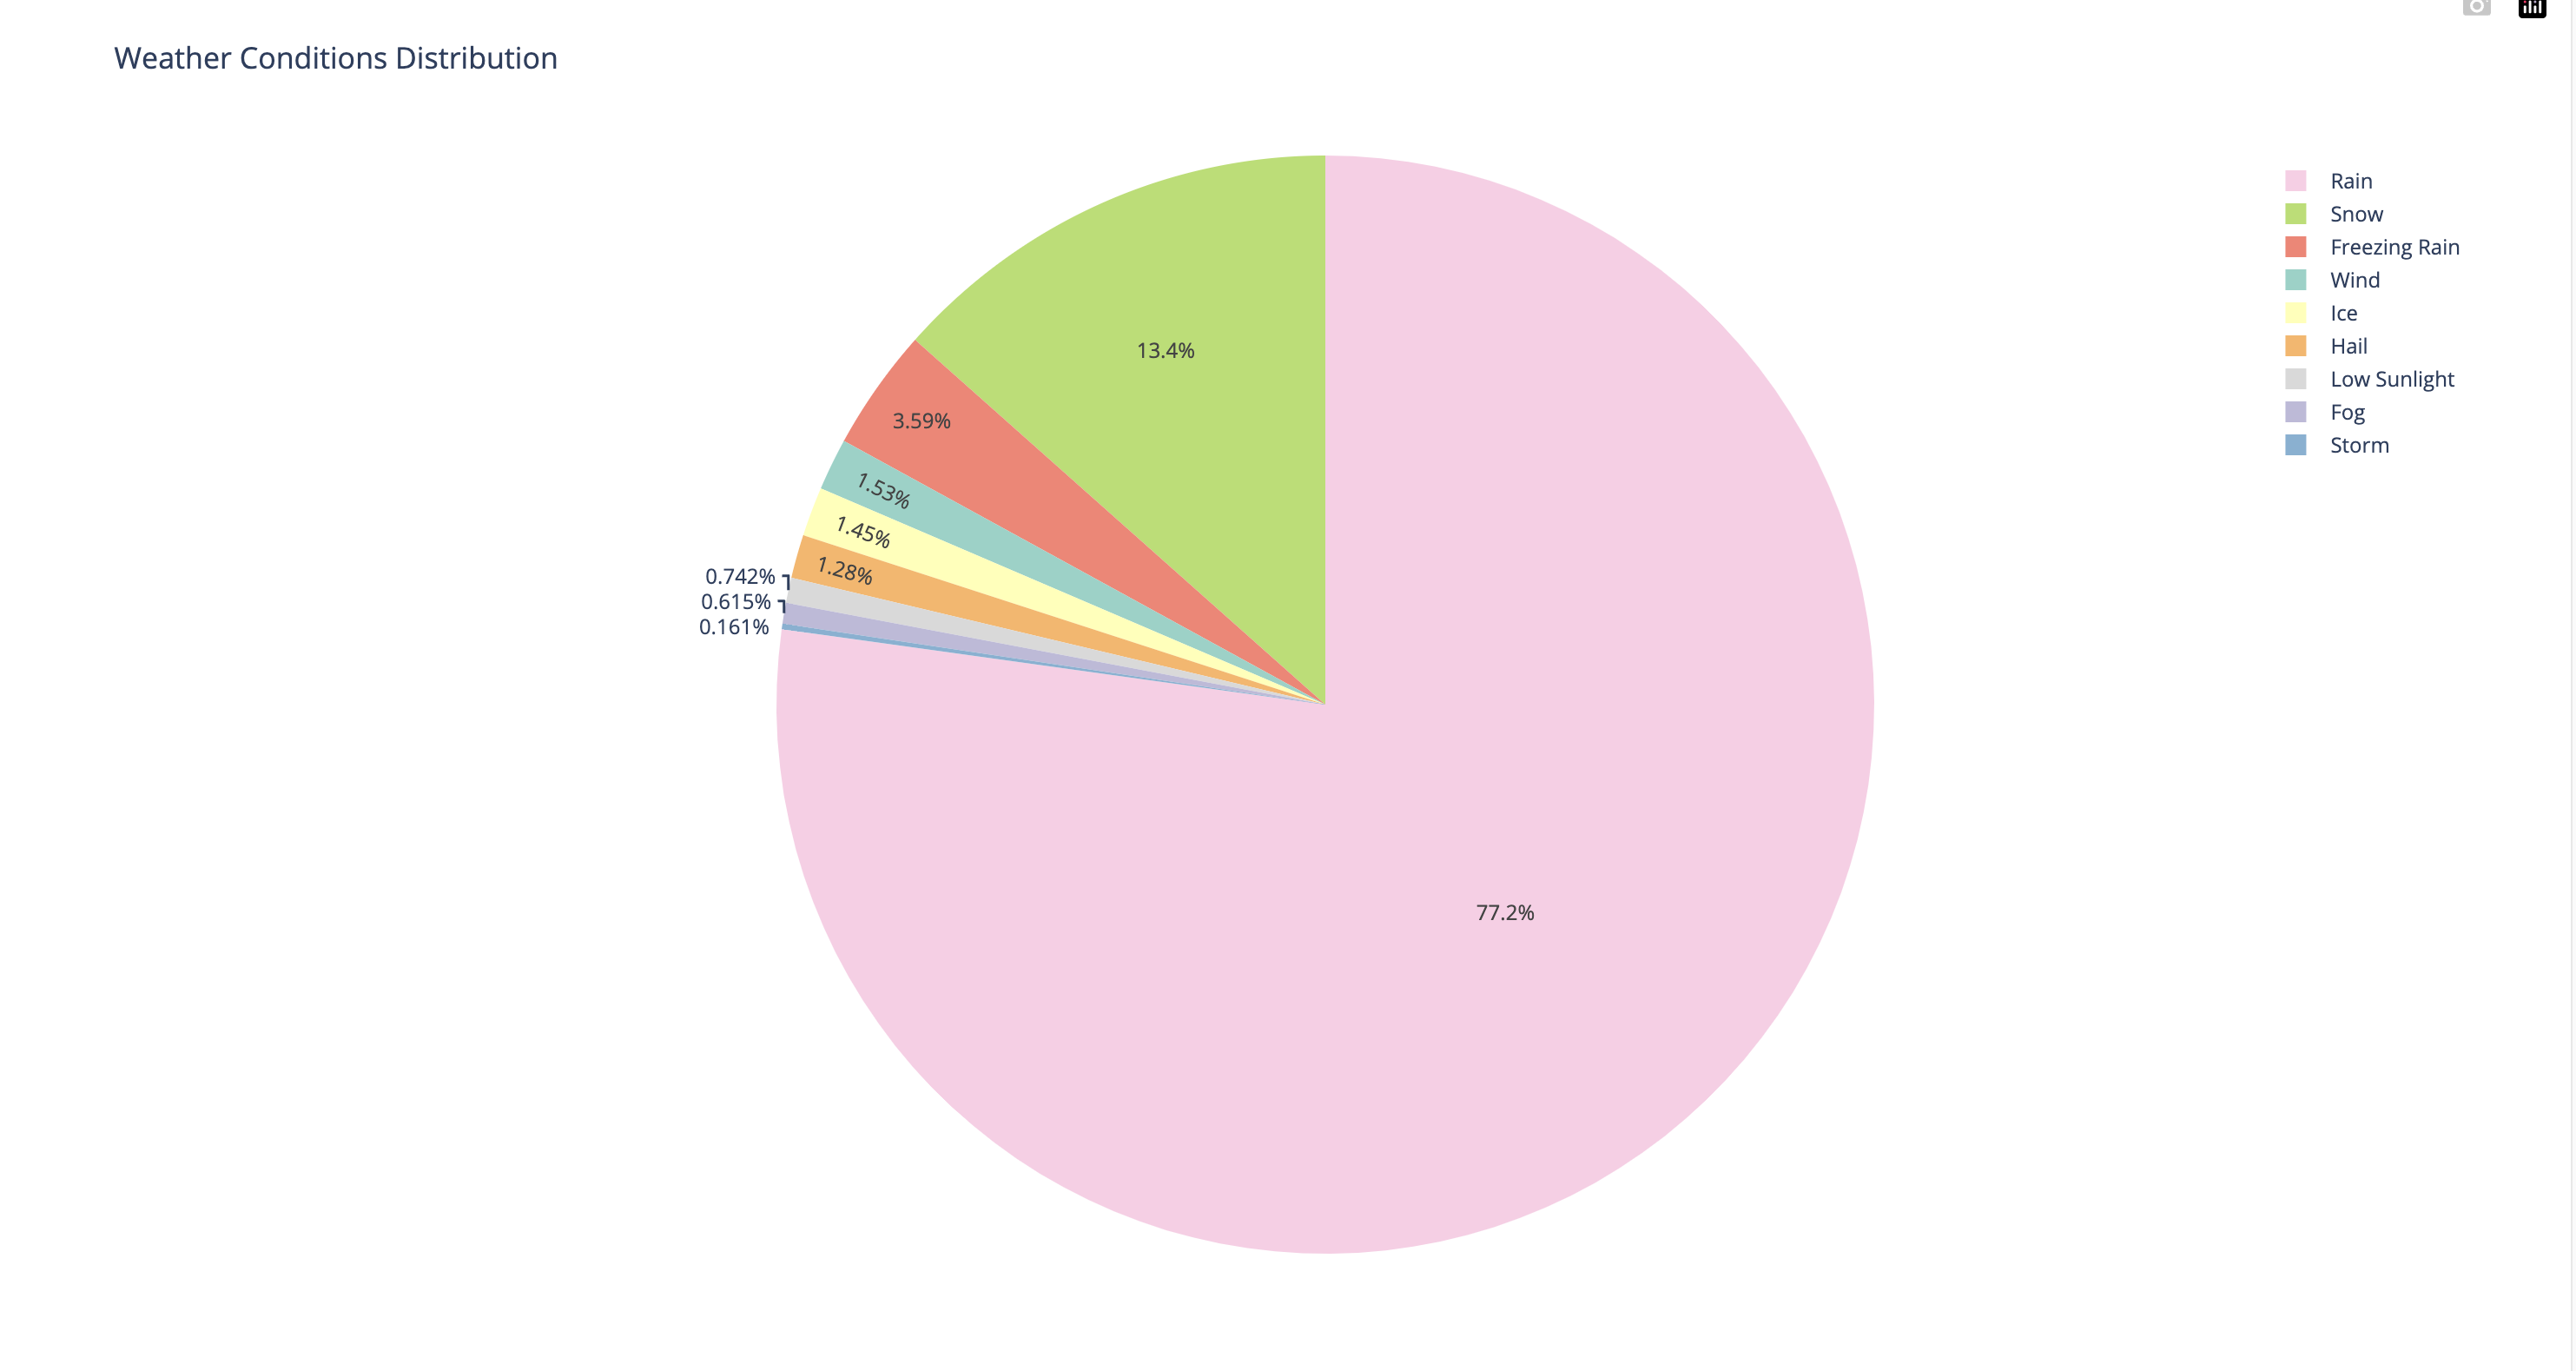 Weather Conditions Distribution
Rain
Snow
Freezing Rain
Wind
Ice
Hail
Low Sunlight
Fog
Storm
13.4%
3.59%
1.53%
1.45%
1.28%
0.742%
0.615%
0.161%
77.2%